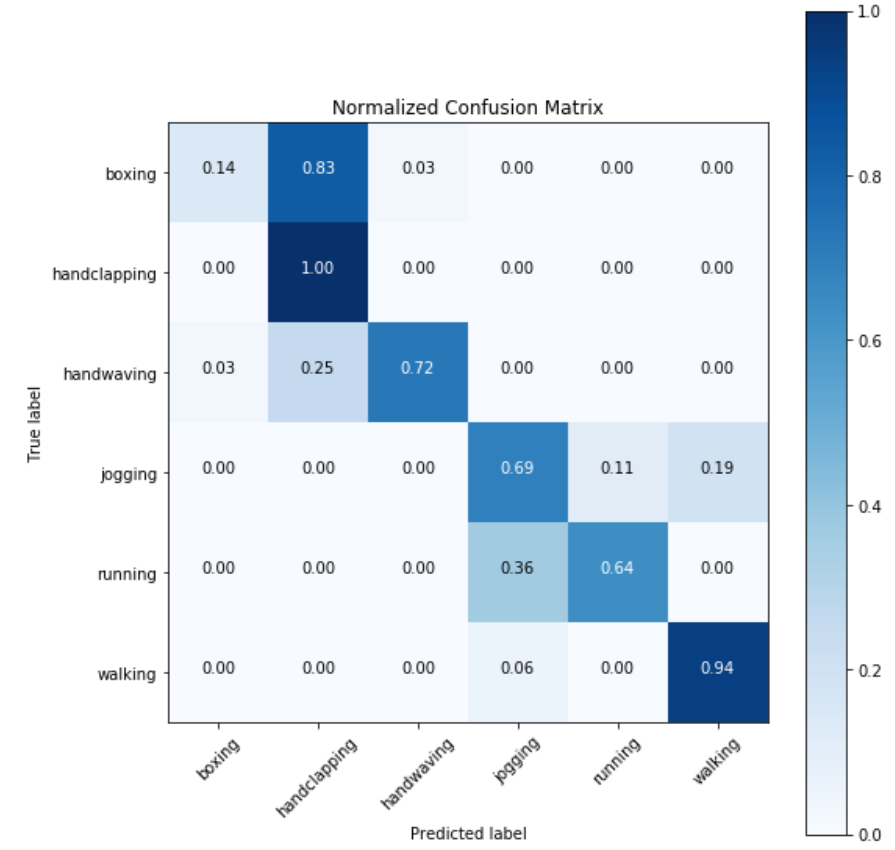 Normalized Confusion Matrix
True label
boxing 0.14 0.83 0.03 0.00 0.00 0.00
handclapping 0.00 1.00 0.00 0.00 0.00 0.00
handwaving 0.03 0.25 0.72 0.00 0.00 0.00
jogging 0.00 0.00 0.00 0.69 0.11 0.19
running 0.00 0.00 0.00 0.36 0.64 0.00
walking 0.00 0.00 0.00 0.06 0.00 0.94
boxing handclapping handwaving jogging running walking
Predicted label
1.0
0.8
0.6
0.4
0.2
0.0